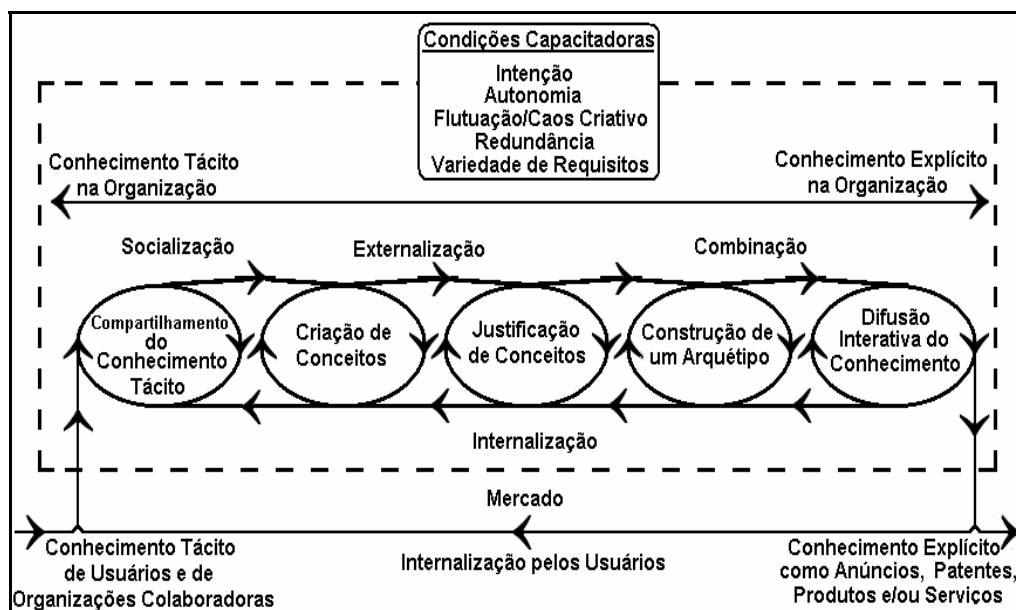 Condições Capacitadoras
Intenção
Autonomia
Flutuação/Caos Criativo
Redundância
Variedade de Requisitos
Conhecimento Tácito
na Organização
Conhecimento Explícito
na Organização
Socialização
Externalização
Combinação
Compartilhamento
do
Conhecimento
Tácito
Criação de
Conceitos
Justificação
de Conceitos
Construção de
um Arquétipo
Difusão
Interativa do
Conhecimento
Internalização
Mercado
Conhecimento Tácito
de Usuários e de
Organizações Colaboradoras
Internalização pelos Usuários
Conhecimento Explícito
como Anúncios, Patentes,
Produtos e/ou Serviços